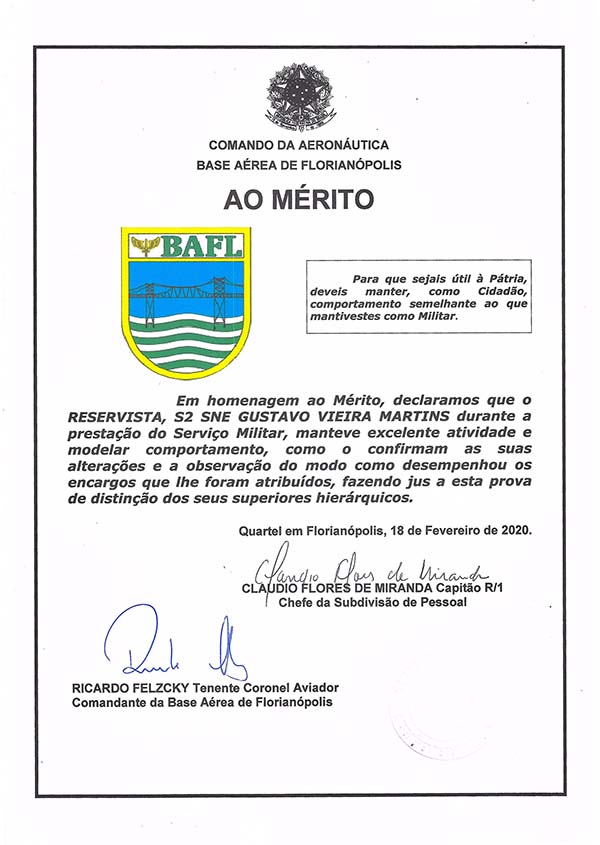 COMANDO DA AERONÁUTICA
BASE AÉREA DE FLORIANÓPOLIS
AO MÉRITO
BAFL
Para que sejais útil à Pátria,
deveis manter, como Cidadão,
comportamento semelhante ao que
mantivestes como Militar.
Em homenagem ao Mérito, declaramos que o
RESERVISTA, S2 SNE GUSTAVO VIEIRA MARTINS durante a
prestação do Serviço Militar, manteve excelente atividade e
modelar comportamento, como o confirmam as suas
alterações e a observação do modo como desempenhou os
encargos que lhe foram atribuídos, fazendo jus a esta prova
de distinção dos seus superiores hierárquicos.
Quartel em Florianópolis, 18 de Fevereiro de 2020.
Claudio Flores de Miranda
CLAUDIO FLORES DE MIRANDA Capitão R/1
Chefe da Subdivisão de Pessoal
RICARDO FELZCKY Tenente Coronel Aviador
Comandante da Base Aérea de Florianópolis